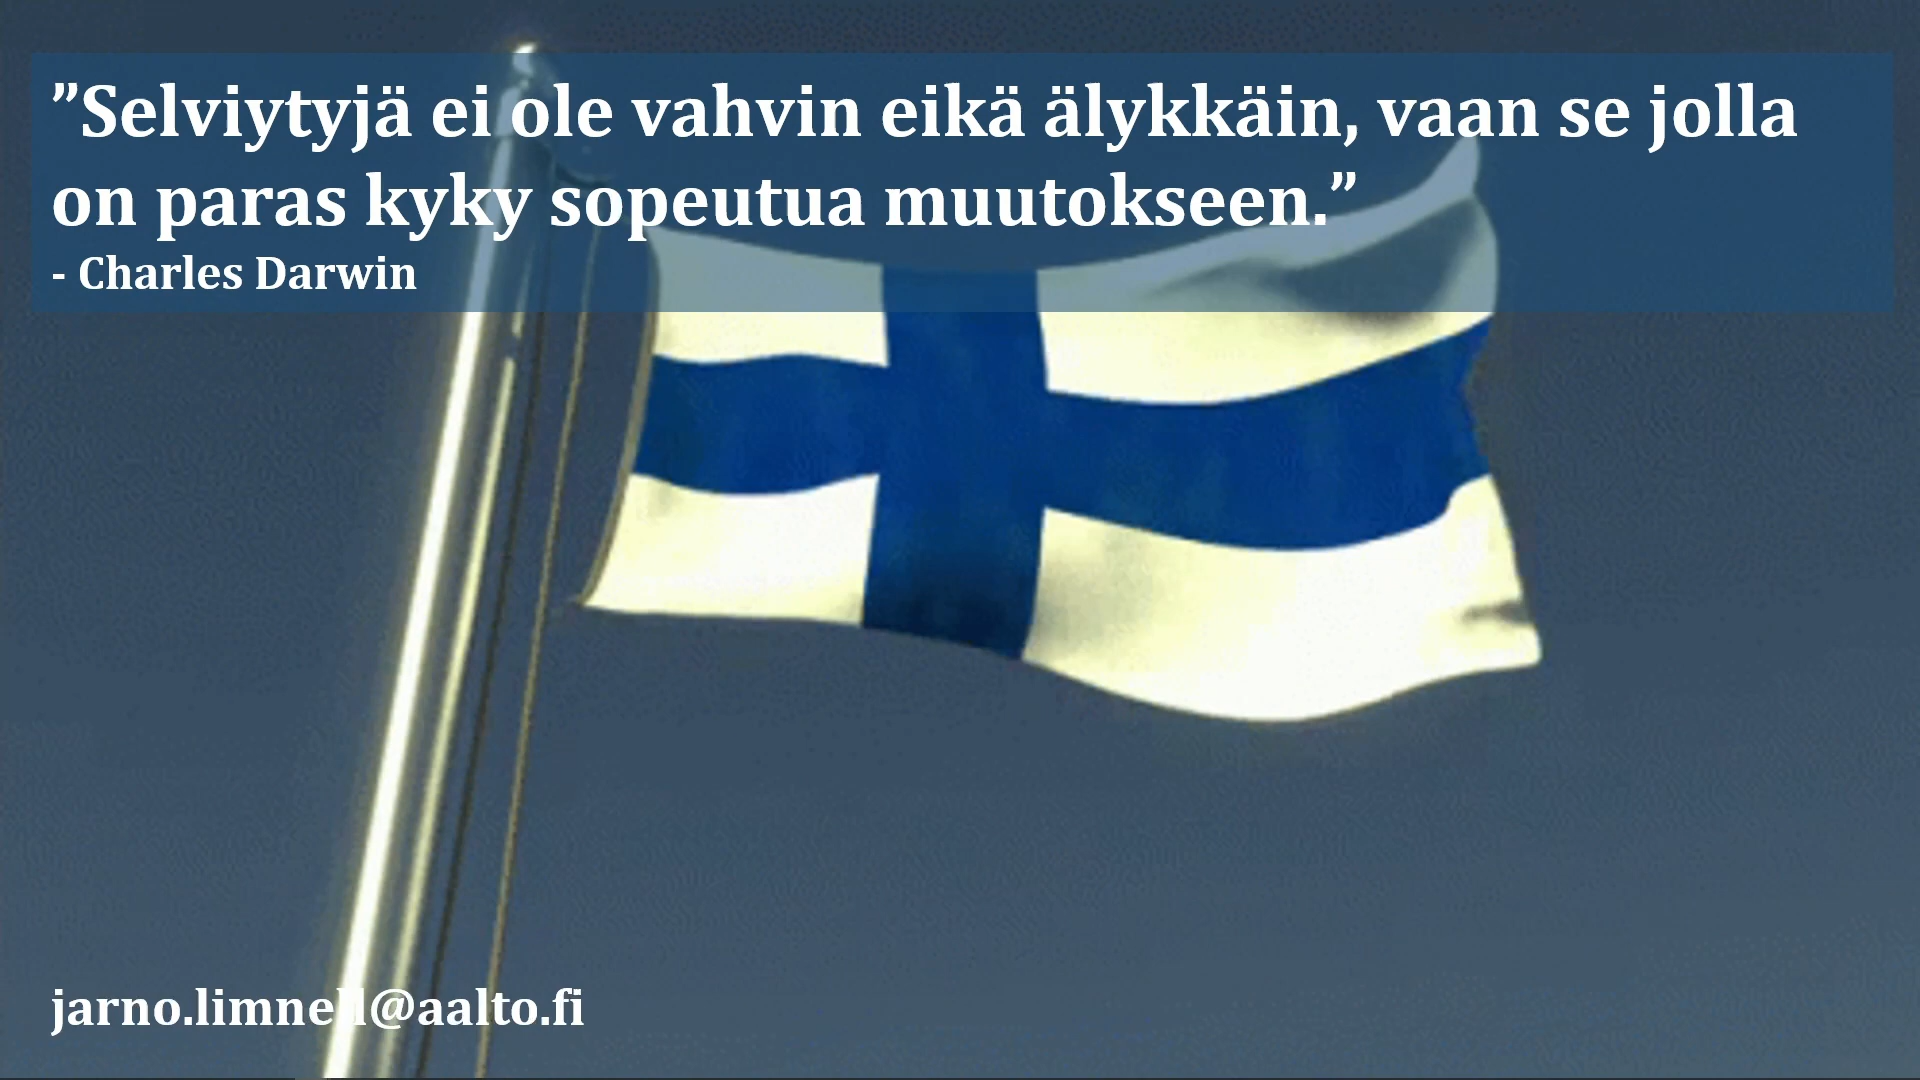 ”Selviytyjä ei ole vahvin eikä älykkäin, vaan se jolla
on paras kyky sopeutua muutokseen.”
- Charles Darwin
jarno.limnell@aalto.fi